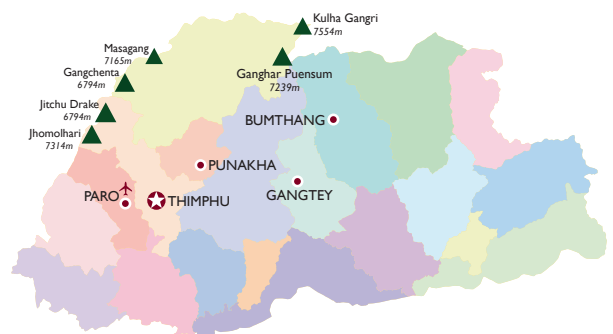 Kulha Gangri
7554m
Masagang
7165m
Gangchenta
6794m
Ganghar Puensum
7239m
Jitchu Drake
6794m
Jhomolhari
7314m
BUMTHANG
PUNAKHA
PARO
THIMPHU
GANGTEY